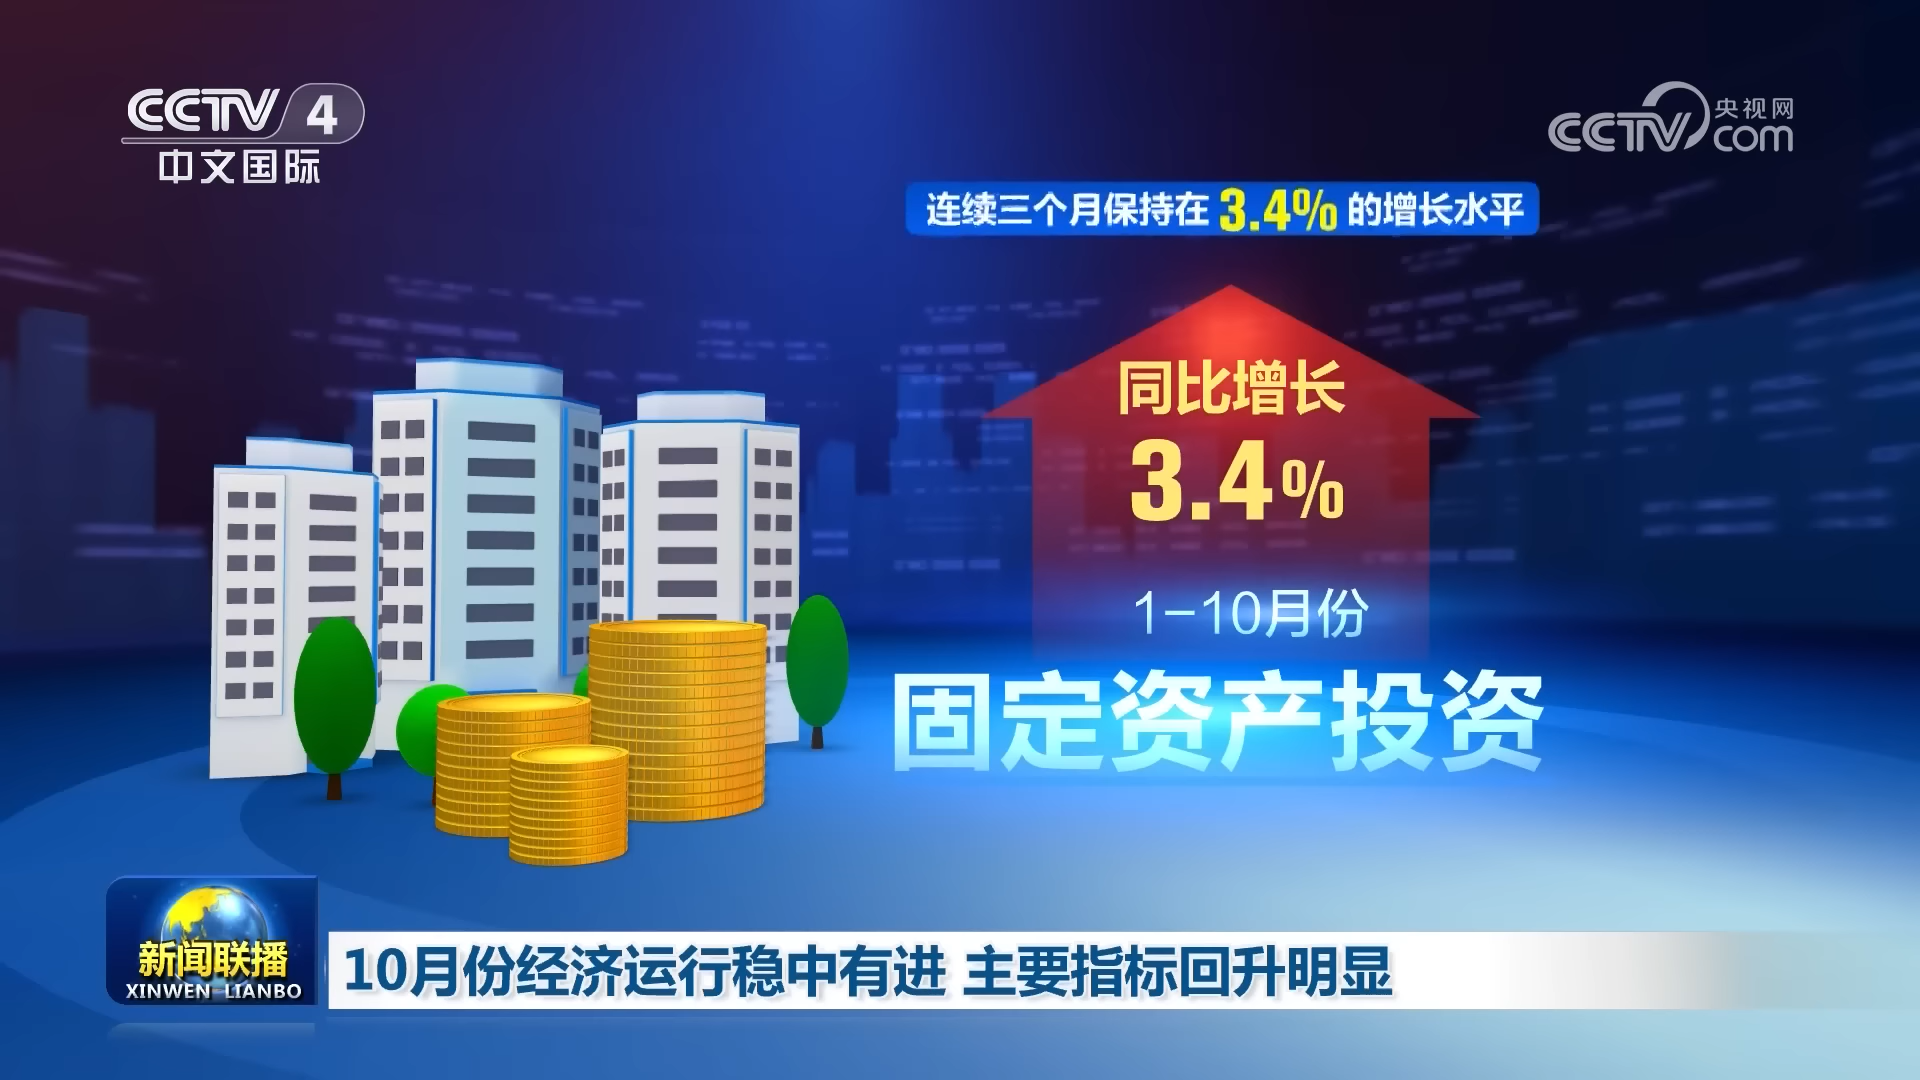 CCTV 4
中文国际
CCTV 央视网
com
连续三个月保持在 3.4% 的增长水平
同比增长
3.4%
1-10月份
固定资产投资
新闻联播
XINWEN LIANBO
10月份经济运行稳中有进 主要指标回升明显